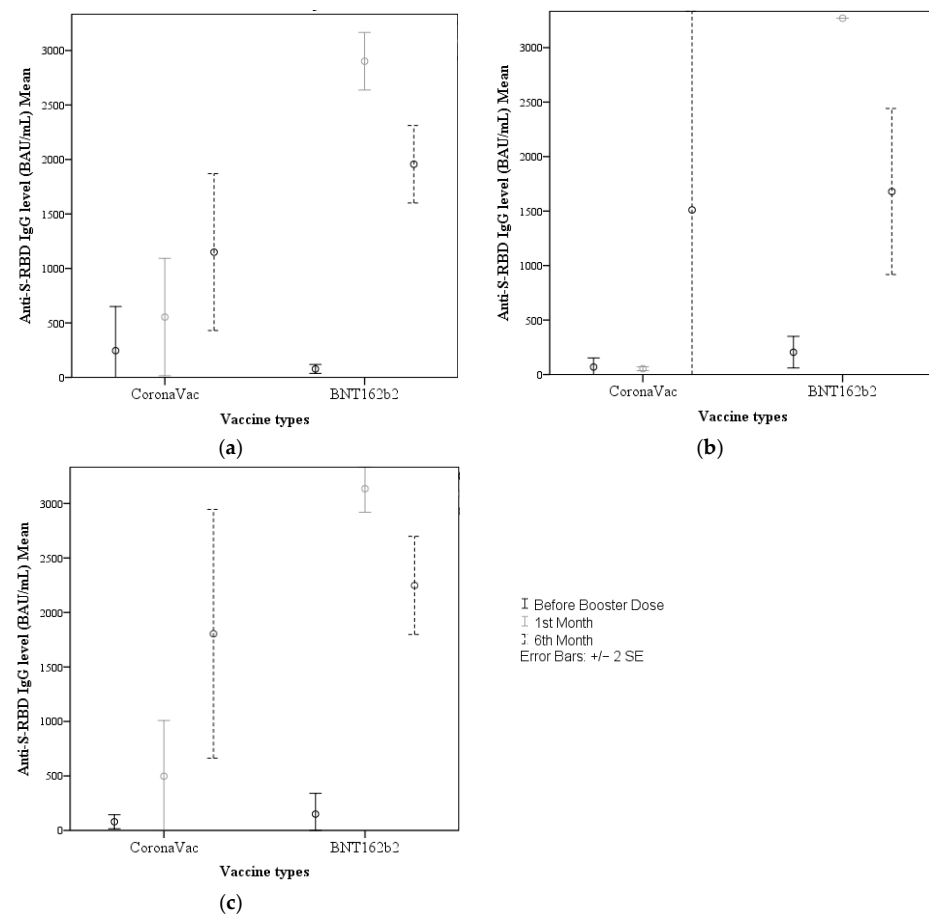 Anti-S-RBD IgG level (BAU/mL) Mean
3000
2500
2000
1500
1000
500
0
CoronaVac
BNT162b2
Vaccine types
(a)
Anti-S-RBD IgG level (BAU/mL) Mean
3000
2500
2000
1500
1000
500
0
CoronaVac
BNT162b2
Vaccine types
(b)
Anti-S-RBD IgG level (BAU/mL) Mean
3000
2500
2000
1500
1000
500
0
CoronaVac
BNT162b2
Vaccine types
(c)
Before Booster Dose
1st Month
6th Month
Error Bars: +/− 2 SE